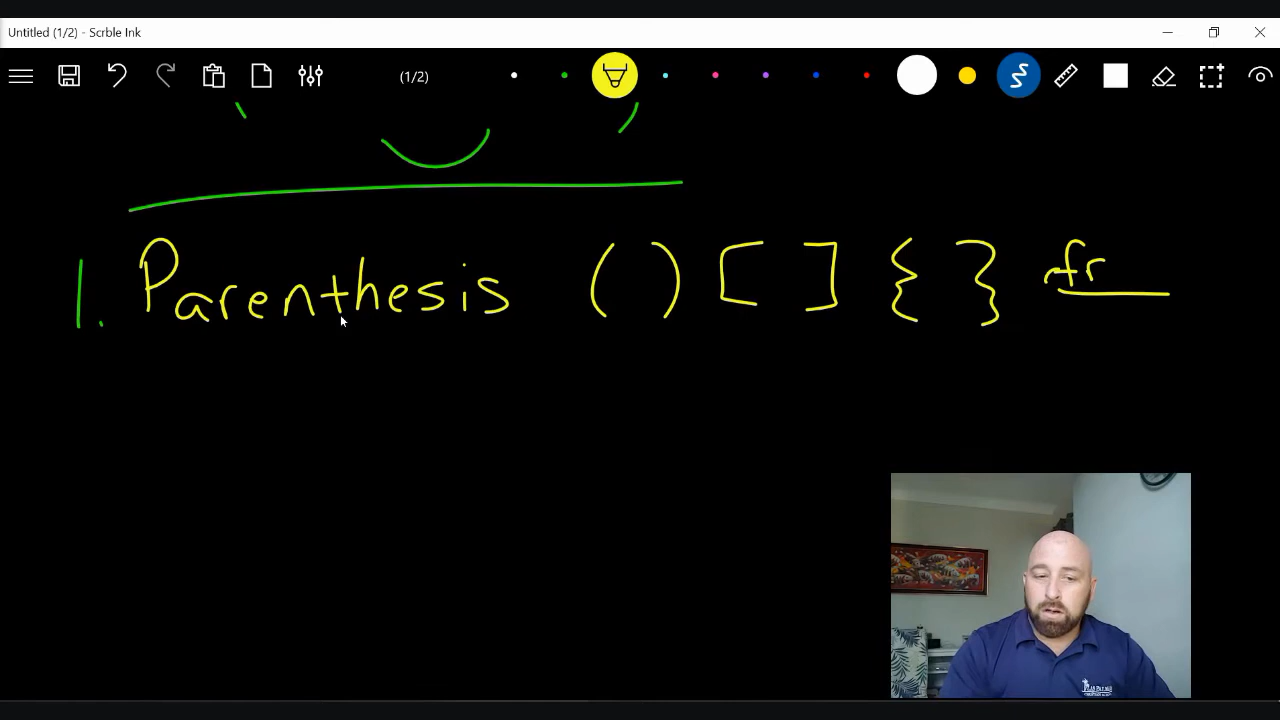 Untitled (1/2) - Scrble Ink
(1/2)
1. Parenthesis ( ) [ ] { } fr